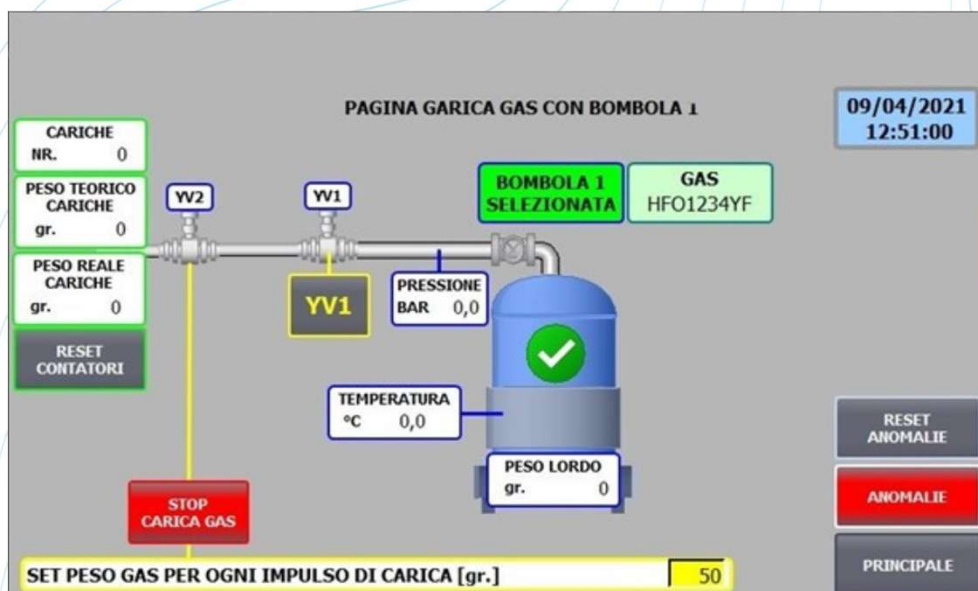 PAGINA GARICA GAS CON BOMBOLA 1
09/04/2021
12:51:00
CARICHE
NR. 0
PESO TEORICO
CARICHE
gr. 0
PESO REALE
CARICHE
gr. 0
RESET
CONTATORI
YV2
YV1
YV1
BOMBOLA 1
SELEZIONATA
GAS
HFO1234YF
PRESSIONE
BAR 0,0
TEMPERATURA
°C 0,0
PESO LORDO
gr. 0
STOP
CARICA GAS
RESET
ANOMALIE
ANOMALIE
PRINCIPALE
SET PESO GAS PER OGNI IMPULSO DI CARICA [gr.] 50